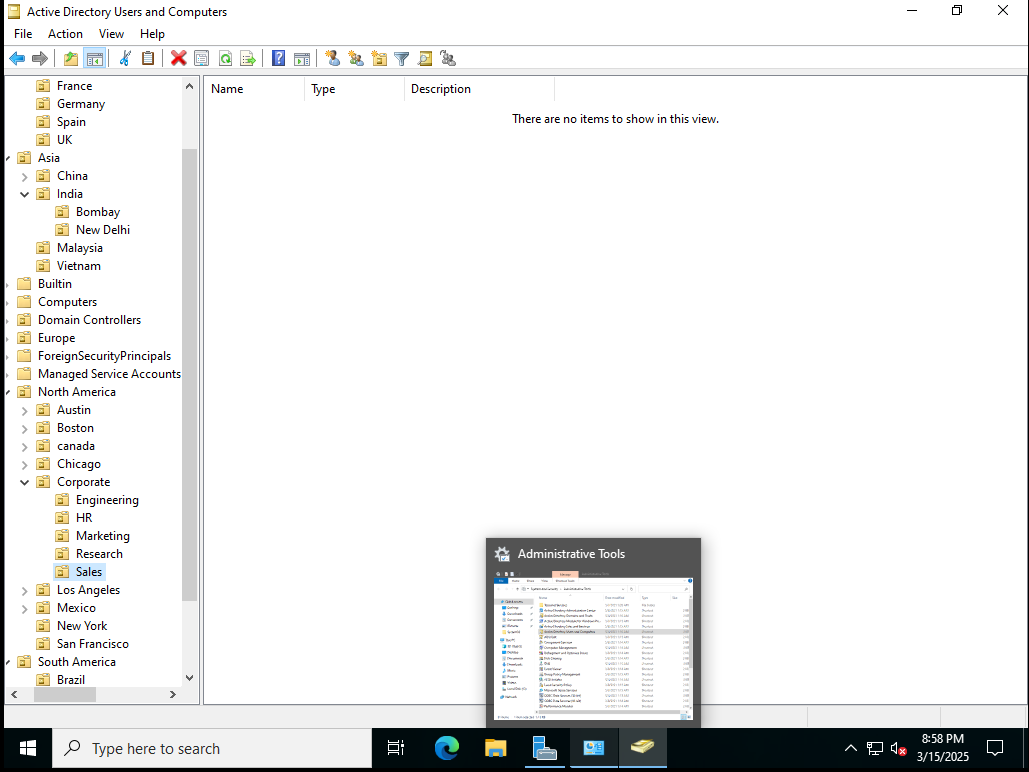 Active Directory Users and Computers
File Action View Help
Name Type Description
There are no items to show in this view.
France
Germany
Spain
UK
Asia
China
India
Bombay
New Delhi
Malaysia
Vietnam
Builtin
Computers
Domain Controllers
Europe
ForeignSecurityPrincipals
Managed Service Accounts
North America
Austin
Boston
canada
Chicago
Corporate
Engineering
HR
Marketing
Research
Sales
Los Angeles
Mexico
New York
San Francisco
South America
Brazil
Administrative Tools
Type here to search
8:58 PM
3/15/2025